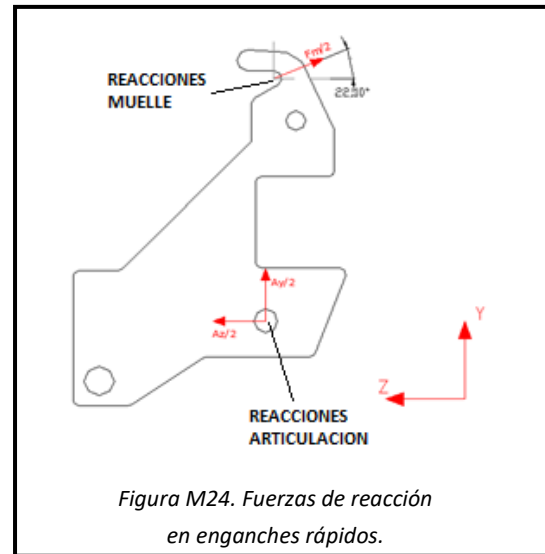 Fm/2
REACCIONES
MUELLE
22,00°
Ay/2
Az/2
Y
Z
REACCIONES
ARTICULACION
Figura M24. Fuerzas de reacción
en enganches rápidos.